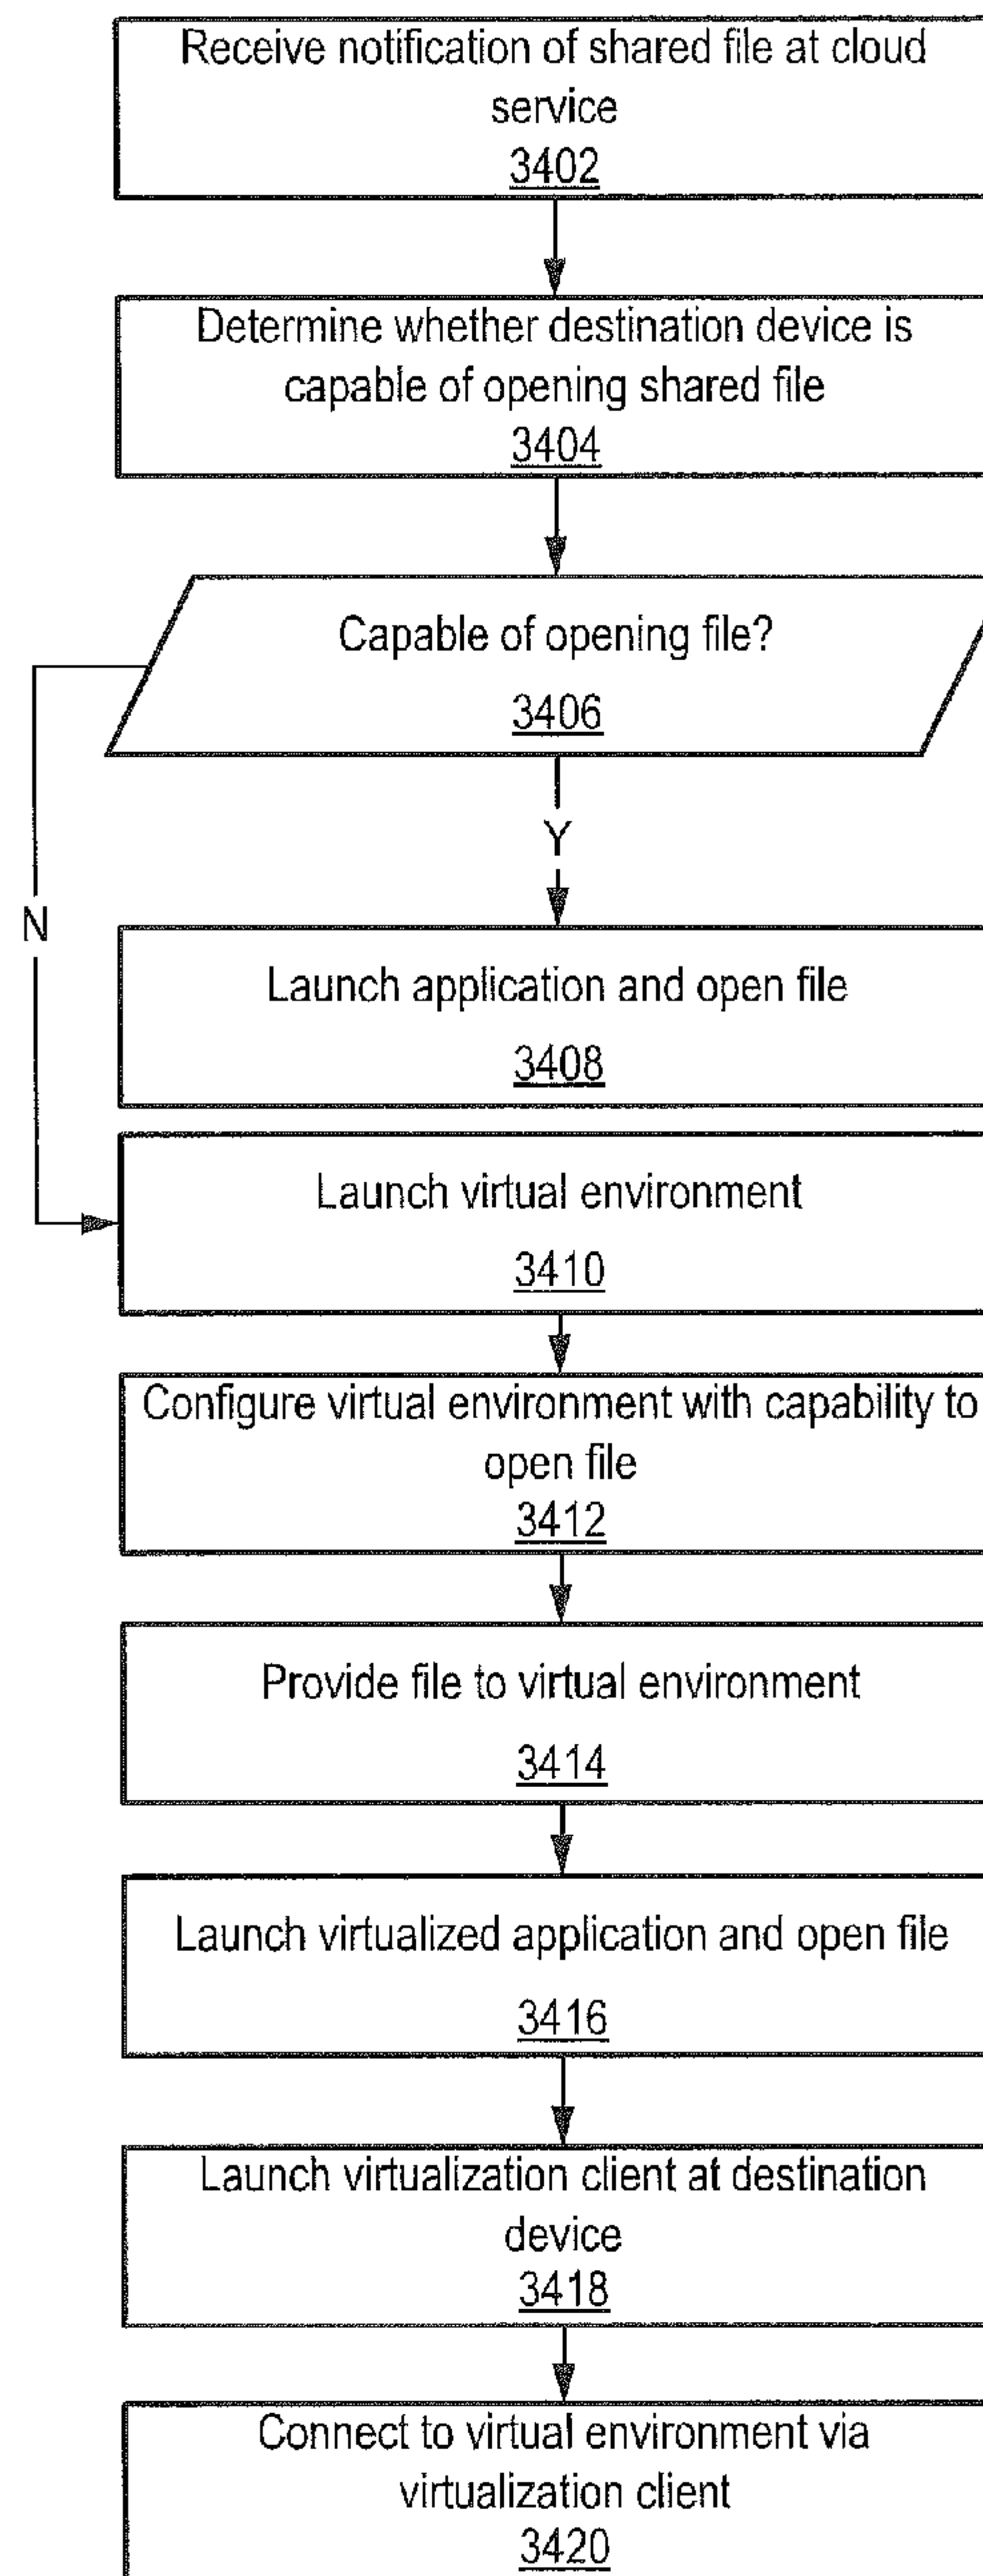 Receive notification of shared file at cloud
service
3402
Determine whether destination device is
capable of opening shared file
3404
Capable of opening file?
3406
Y
N
Launch application and open file
3408
Launch virtual environment
3410
Configure virtual environment with capability to
open file
3412
Provide file to virtual environment
3414
Launch virtualized application and open file
3416
Launch virtualization client at destination
device
3418
Connect to virtual environment via
virtualization client
3420